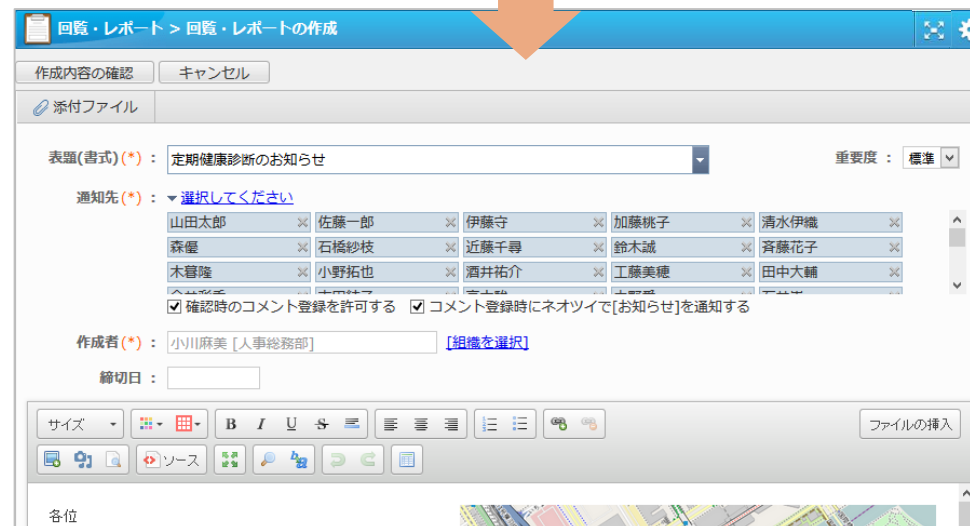 回覧・レポート > 回覧・レポートの作成
作成内容の確認 キャンセル
添付ファイル
表題(書式)(*) : 定期健康診断のお知らせ 重要度 : 標準
通知先(*) : 選択してください
山田太郎 佐藤一郎 伊藤守 加藤桃子 清水伊織
森優 石橋紗枝 近藤千尋 鈴木誠 斉藤花子
木暮隆 小野拓也 酒井祐介 工藤美穂 田中大輔
確認時のコメント登録を許可する コメント登録時にネオツイで[お知らせ]を通知する
作成者(*) : 小川麻美 [人事総務部] [組織を選択]
締切日 :
サイズ B I U S ファイルの挿入
ソース
各位